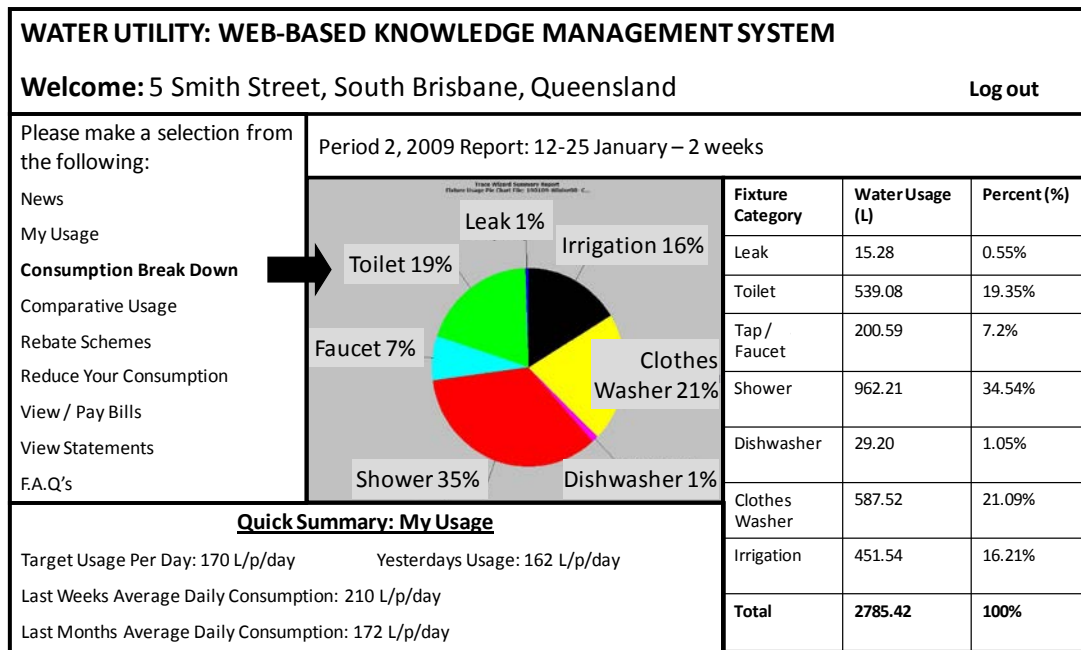 WATER UTILITY: WEB-BASED KNOWLEDGE MANAGEMENT SYSTEM
Welcome: 5 Smith Street, South Brisbane, Queensland
Log out
Please make a selection from
the following:
News
My Usage
Consumption Break Down
Comparative Usage
Rebate Schemes
Reduce Your Consumption
View / Pay Bills
View Statements
F.A.Q's
Period 2, 2009 Report: 12-25 January – 2 weeks
Trace Wizard Summary Report
Leak 1%
Irrigation 16%
Toilet 19%
Faucet 7%
Clothes
Washer 21%
Shower 35%
Dishwasher 1%
Fixture Category Water Usage (L) Percent (%)
Leak 15.28 0.55%
Toilet 539.08 19.35%
Tap / Faucet 200.59 7.2%
Shower 962.21 34.54%
Dishwasher 29.20 1.05%
Clothes Washer 587.52 21.09%
Irrigation 451.54 16.21%
Total 2785.42 100%
Quick Summary: My Usage
Target Usage Per Day: 170 L/p/day Yesterdays Usage: 162 L/p/day
Last Weeks Average Daily Consumption: 210 L/p/day
Last Months Average Daily Consumption: 172 L/p/day